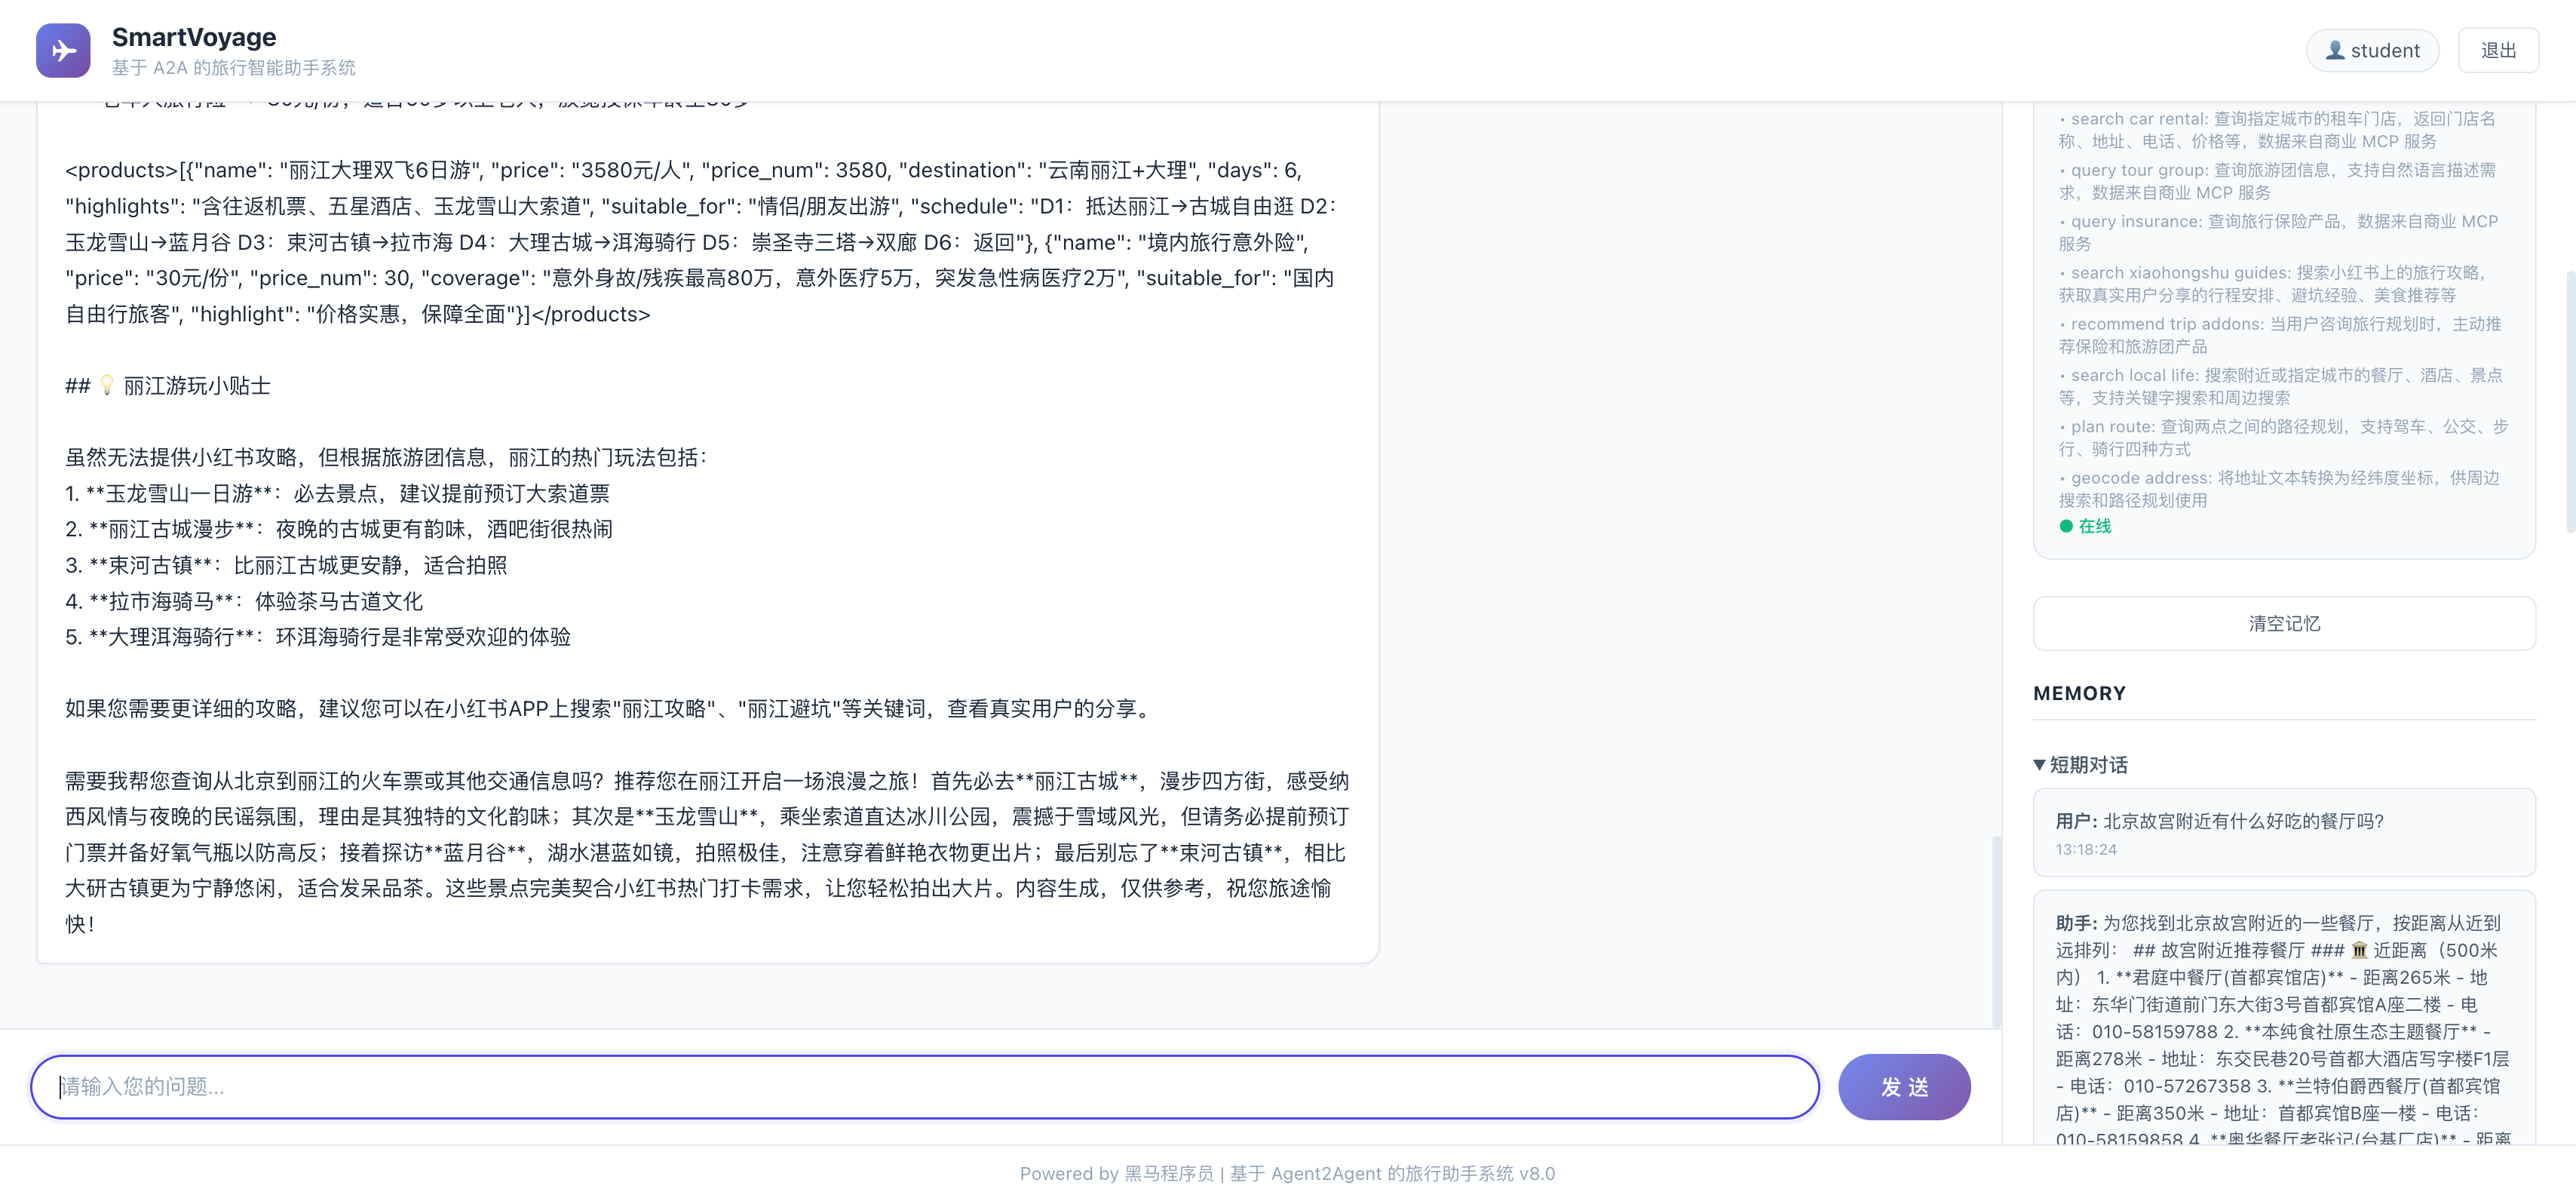 SmartVoyage
基于 A2A 的旅行智能助手系统
student
退出
<products>[{"name": "丽江大理双飞6日游", "price": "3580元/人", "price_num": 3580, "destination": "云南丽江+大理", "days": 6,
"highlights": "含往返机票、五星酒店、玉龙雪山大索道", "suitable_for": "情侣/朋友出游", "schedule": "D1：抵达丽江→古城自由逛 D2：
玉龙雪山→蓝月谷 D3：束河古镇→拉市海 D4：大理古城→洱海骑行 D5：崇圣寺三塔→双廊 D6：返回"}, {"name": "境内旅行意外险",
"price": "30元/份", "price_num": 30, "coverage": "意外身故/残疾最高80万，意外医疗5万，突发急性病医疗2万", "suitable_for": "国内
自由行旅客", "highlight": "价格实惠，保障全面"}]</products>
## 💡 丽江游玩小贴士
虽然无法提供小红书攻略，但根据旅游团信息，丽江的热门玩法包括：
1. **玉龙雪山一日游**：必去景点，建议提前预订大索道票
2. **丽江古城漫步**：夜晚的古城更有韵味，酒吧街很热闹
3. **束河古镇**：比丽江古城更安静，适合拍照
4. **拉市海骑马**：体验茶马古道文化
5. **大理洱海骑行**：环洱海骑行是非常受欢迎的体验
如果您需要更详细的攻略，建议您可以在小红书APP上搜索"丽江攻略"、"丽江避坑"等关键词，查看真实用户的分享。
需要我帮您查询从北京到丽江的火车票或其他交通信息吗？推荐您在丽江开启一场浪漫之旅！首先必去**丽江古城**，漫步四方街，感受纳
西风情与夜晚的民谣氛围，理由是其独特的文化韵味；其次是**玉龙雪山**，乘坐索道直达冰川公园，震撼于雪域风光，但请务必提前预订
门票并备好氧气瓶以防高反；接着探访**蓝月谷**，湖水湛蓝如镜，拍照极佳，注意穿着鲜艳衣物更出片；最后别忘了**束河古镇**，相比
大研古镇更为宁静悠闲，适合发呆品茶。这些景点完美契合小红书热门打卡需求，让您轻松拍出大片。内容生成，仅供参考，祝您旅途愉
快！
请输入您的问题...
发 送
• search car rental: 查询指定城市的租车门店，返回门店名
称、地址、电话、价格等，数据来自商业 MCP 服务
• query tour group: 查询旅游团信息，支持自然语言描述需
求，数据来自商业 MCP 服务
• query insurance: 查询旅行保险产品，数据来自商业 MCP
服务
• search xiaohongshu guides: 搜索小红书上的旅行攻略，
获取真实用户分享的行程安排、避坑经验、美食推荐等
• recommend trip addons: 当用户咨询旅行规划时，主动推
荐保险和旅游团产品
• search local life: 搜索附近或指定城市的餐厅、酒店、景点
等，支持关键字搜索和周边搜索
• plan route: 查询两点之间的路径规划，支持驾车、公交、步
行、骑行四种方式
• geocode address: 将地址文本转换为经纬度坐标，供周边
搜索和路径规划使用
在线
清空记忆
MEMORY
▼短期对话
用户: 北京故宫附近有什么好吃的餐厅吗?
13:18:24
助手: 为您找到北京故宫附近的一些餐厅，按距离从近到
远排列： ## 故宫附近推荐餐厅 ### 🏛 近距离（500米
内） 1. **君庭中餐厅(首都宾馆店)** - 距离265米 - 地
址：东华门街道前门东大街3号首都宾馆A座二楼 - 电
话：010-58159788 2. **本纯食社原生态主题餐厅** -
距离278米 - 地址：东交民巷20号首都大酒店写字楼F1层
- 电话：010-57267358 3. **兰特伯爵西餐厅(首都宾馆
店)** - 距离350米 - 地址：首都宾馆B座一楼 - 电话：
010-58159858 4. **粤华餐厅老张记(台基厂店)** - 距离
Powered by 黑马程序员 | 基于 Agent2Agent 的旅行助手系统 v8.0